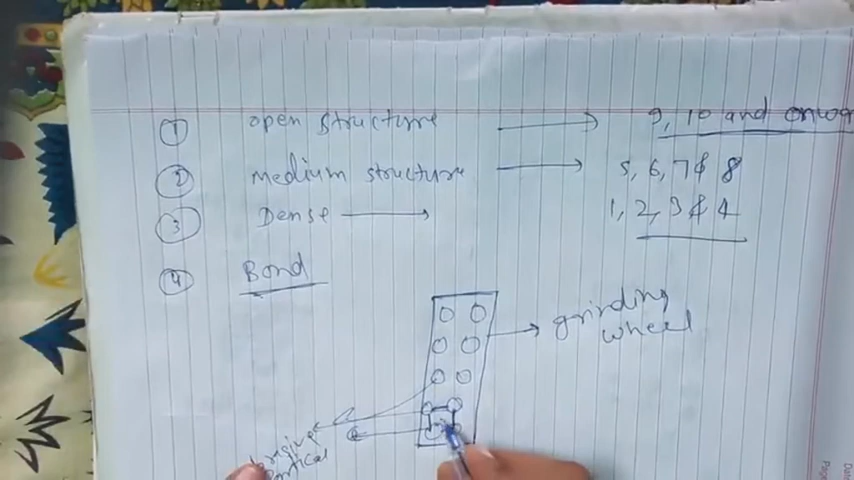 ① open structure → 9, 10 and
② medium structure → 5, 6, 7 & 8
③ Dense → 1, 2, 3 & 4
④ Bond
grinding
wheel